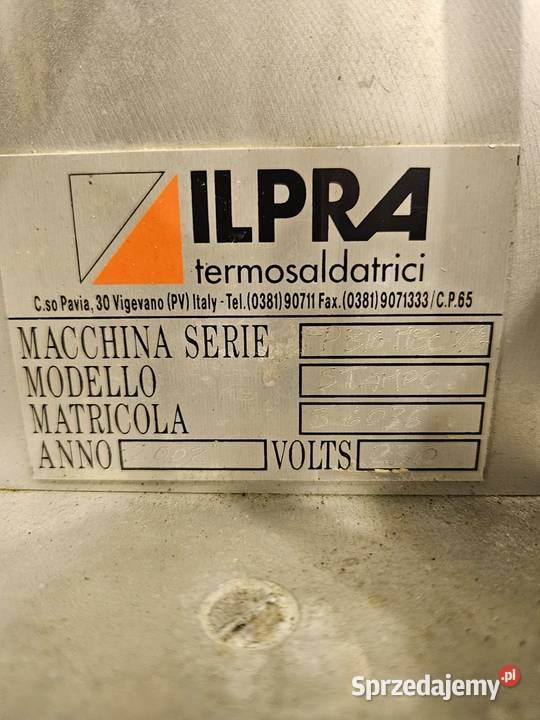 ILPRA
termosaldatrici
C.so Pavia, 30 Vigevano (PV) Italy - Tel.(0381) 90711 Fax.(0381) 9071333 / C.P.65
MACCHINA SERIE
MODELLO STAMPO
MATRICOLA
ANNO VOLTS
Sprzedajemy.pl